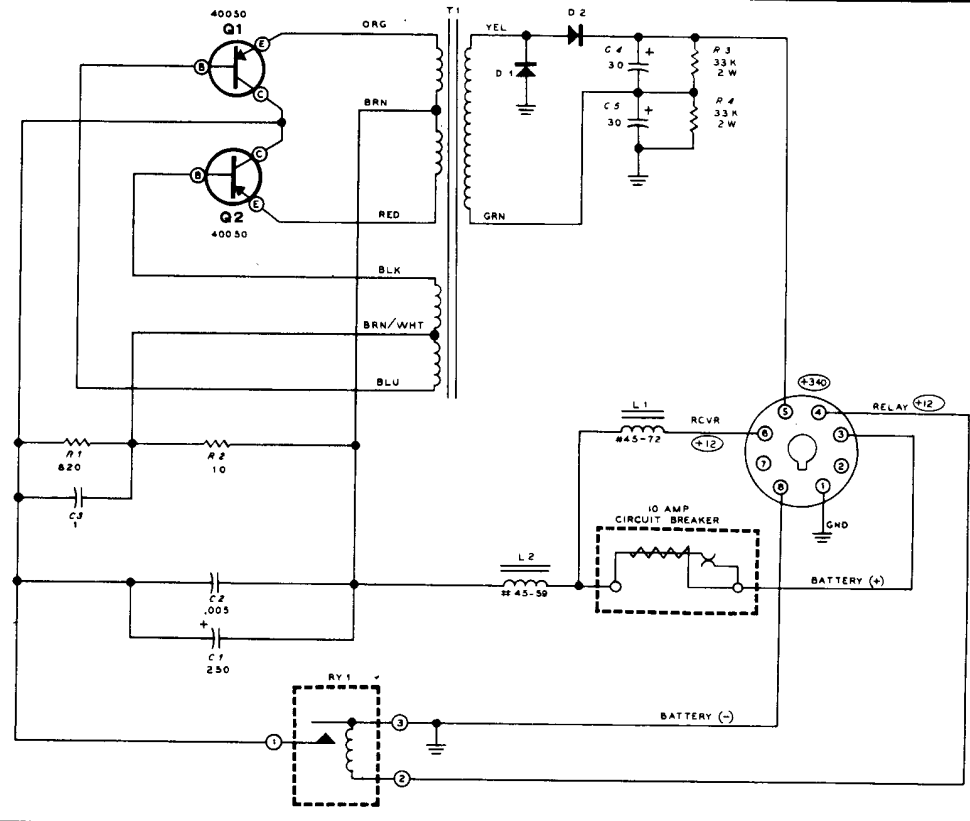 40050
Q1
E
B
C
C
B
E
Q2
40050
ORG
BRN
RED
BLK
BRN/WHT
BLU
T1
YEL
GRN
D2
D1
C4
+
30
R3
33K
2W
C5
+
30
R4
33K
2W
R1
820
R2
10
C3
1
C2
.005
+
C1
250
L1
#45-72
RCVR
+12
+340
RELAY +12
5
4
6
3
7
2
8
1
GND
10 AMP
CIRCUIT BREAKER
L2
#45-59
BATTERY (+)
RY1
BATTERY (-)
1
3
2